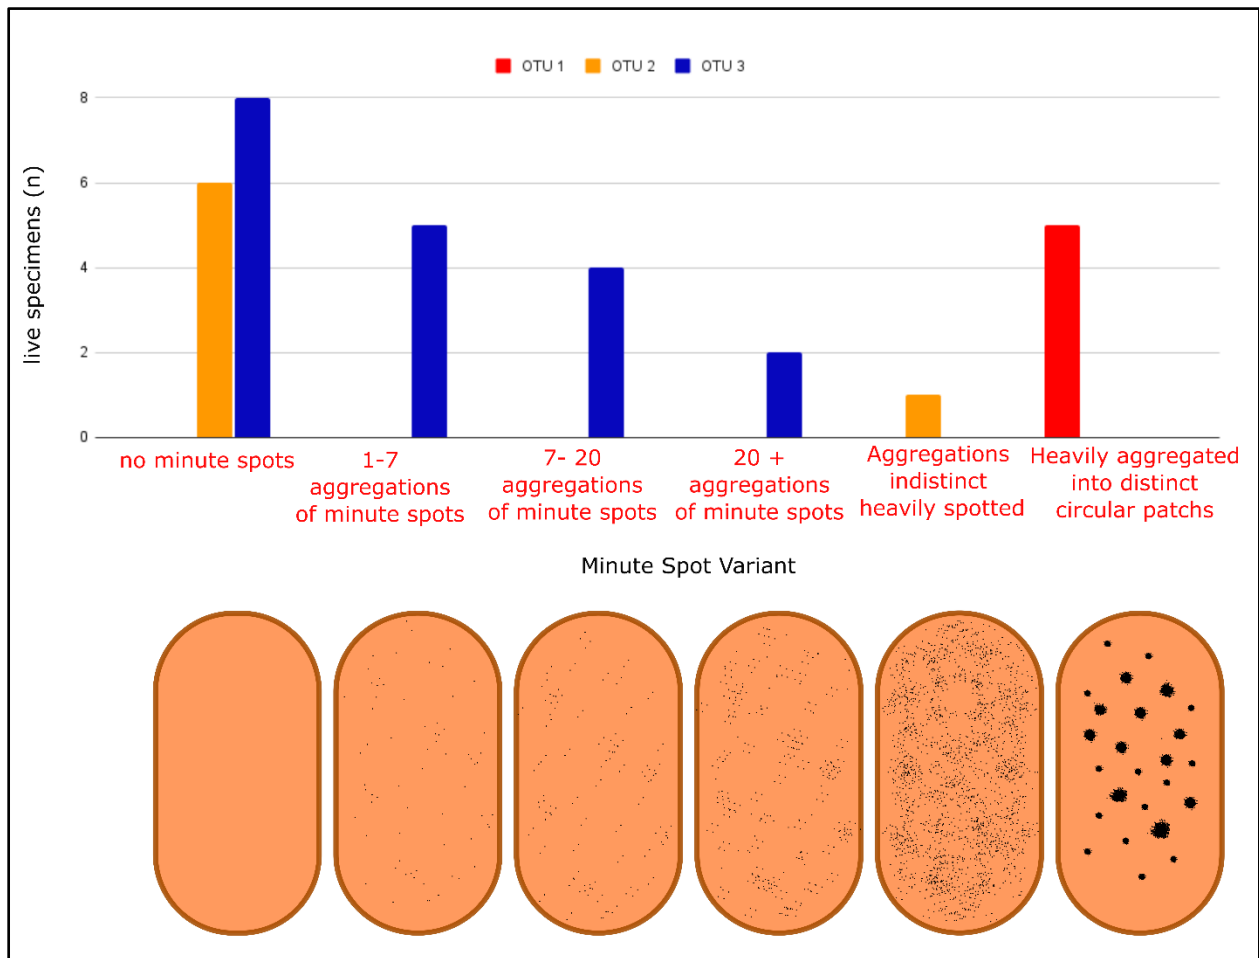 OTU 1 OTU 2 OTU 3
live specimens (n)
8
6
4
2
0
no minute spots
1-7
aggregations
of minute spots
7- 20
aggregations
of minute spots
20 +
aggregations
of minute spots
Aggregations
indistinct
heavily spotted
Heavily aggregated
into distinct
circular patchs
Minute Spot Variant